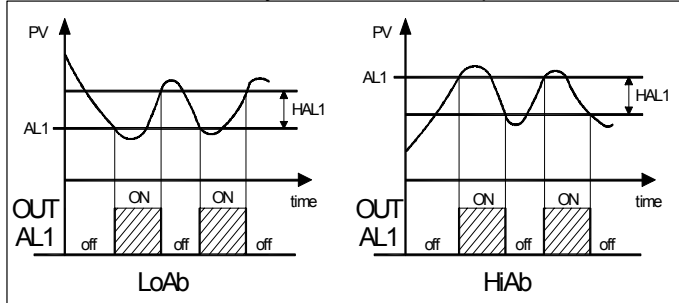 PV
AL1
HAL1
time
OUT
AL1
off ON off ON off
LoAb
PV
AL1
HAL1
time
OUT
AL1
off ON off ON off
HiAb